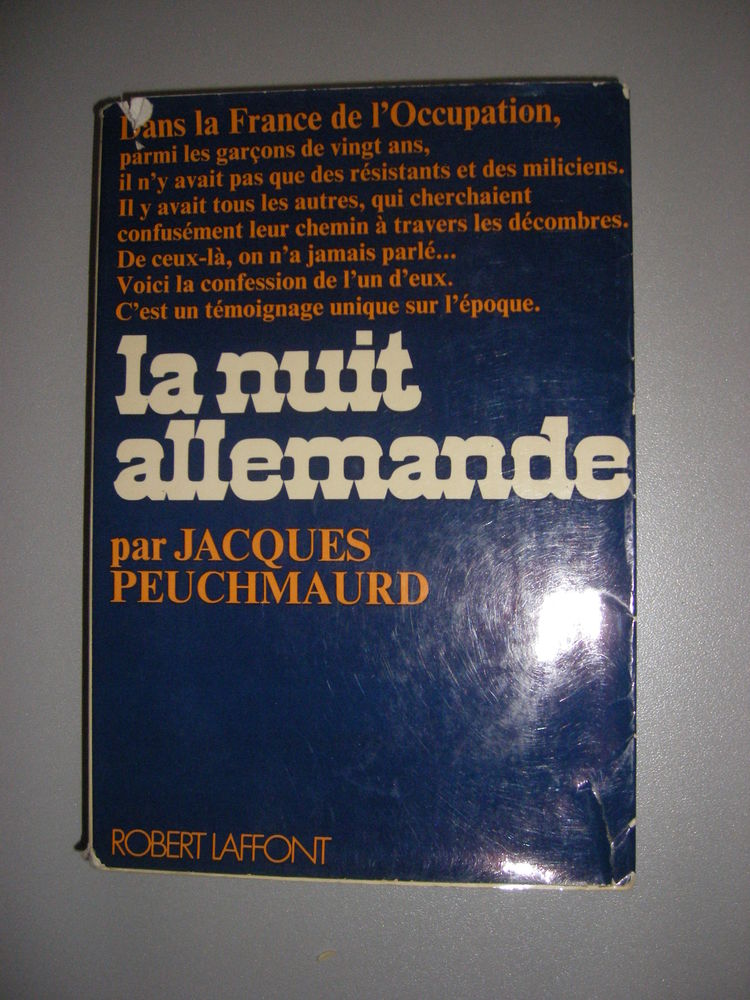 Dans la France de l'Occupation,
parmi les garçons de vingt ans,
il n'y avait pas que des résistants et des miliciens.
Il y avait tous les autres, qui cherchaient
confusément leur chemin à travers les décombres.
De ceux-là, on n'a jamais parlé...
Voici la confession de l'un d'eux.
C'est un témoignage unique sur l'époque.
la nuit
allemande
par JACQUES
PEUCHMAURD
ROBERT LAFFONT